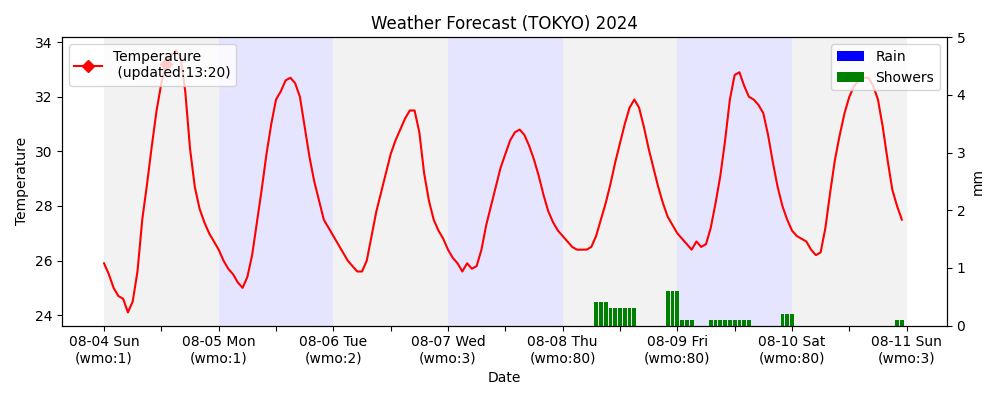 Weather Forecast (TOKYO) 2024
Temperature
(updated:13:20)
Rain
Showers
34
32
30
28
26
24
Temperature
5
4
3
2
1
0
mm
08-04 Sun 08-05 Mon 08-06 Tue 08-07 Wed 08-08 Thu 08-09 Fri 08-10 Sat 08-11 Sun
(wmo:1) (wmo:1) (wmo:2) (wmo:3) (wmo:80) (wmo:80) (wmo:80) (wmo:3)
Date